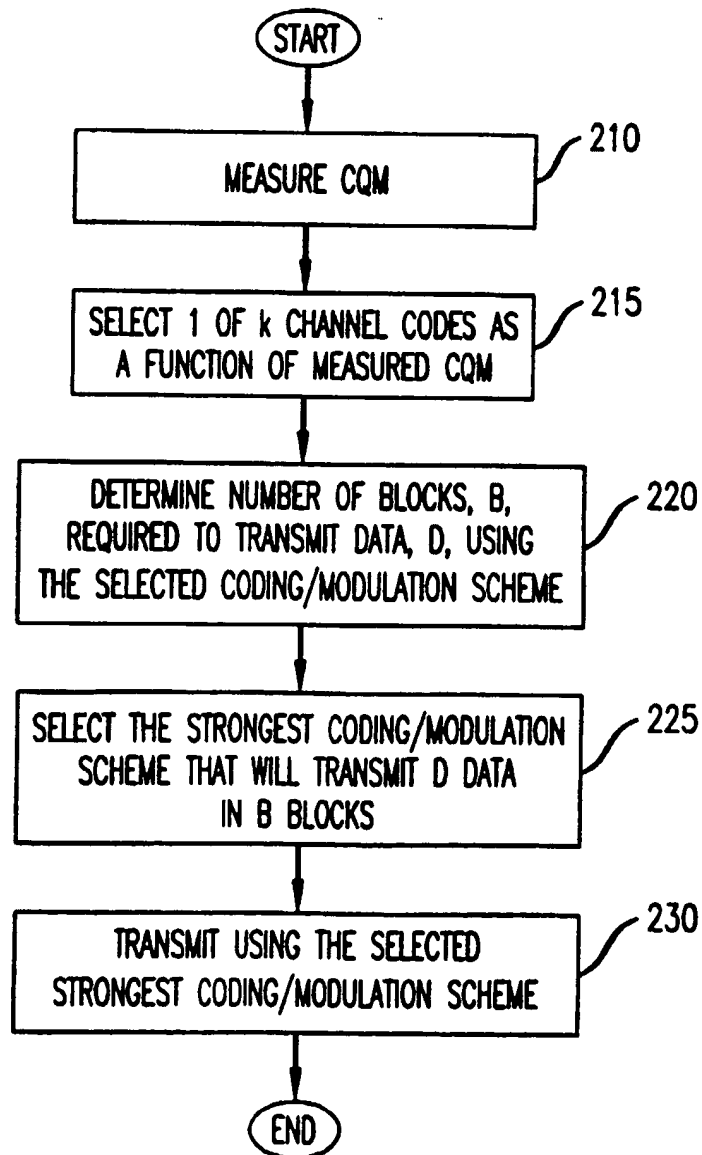 START
MEASURE CQM
210
SELECT 1 OF k CHANNEL CODES AS
A FUNCTION OF MEASURED CQM
215
DETERMINE NUMBER OF BLOCKS, B,
REQUIRED TO TRANSMIT DATA, D, USING
THE SELECTED CODING/MODULATION SCHEME
220
SELECT THE STRONGEST CODING/MODULATION
SCHEME THAT WILL TRANSMIT D DATA
IN B BLOCKS
225
TRANSMIT USING THE SELECTED
STRONGEST CODING/MODULATION SCHEME
230
END